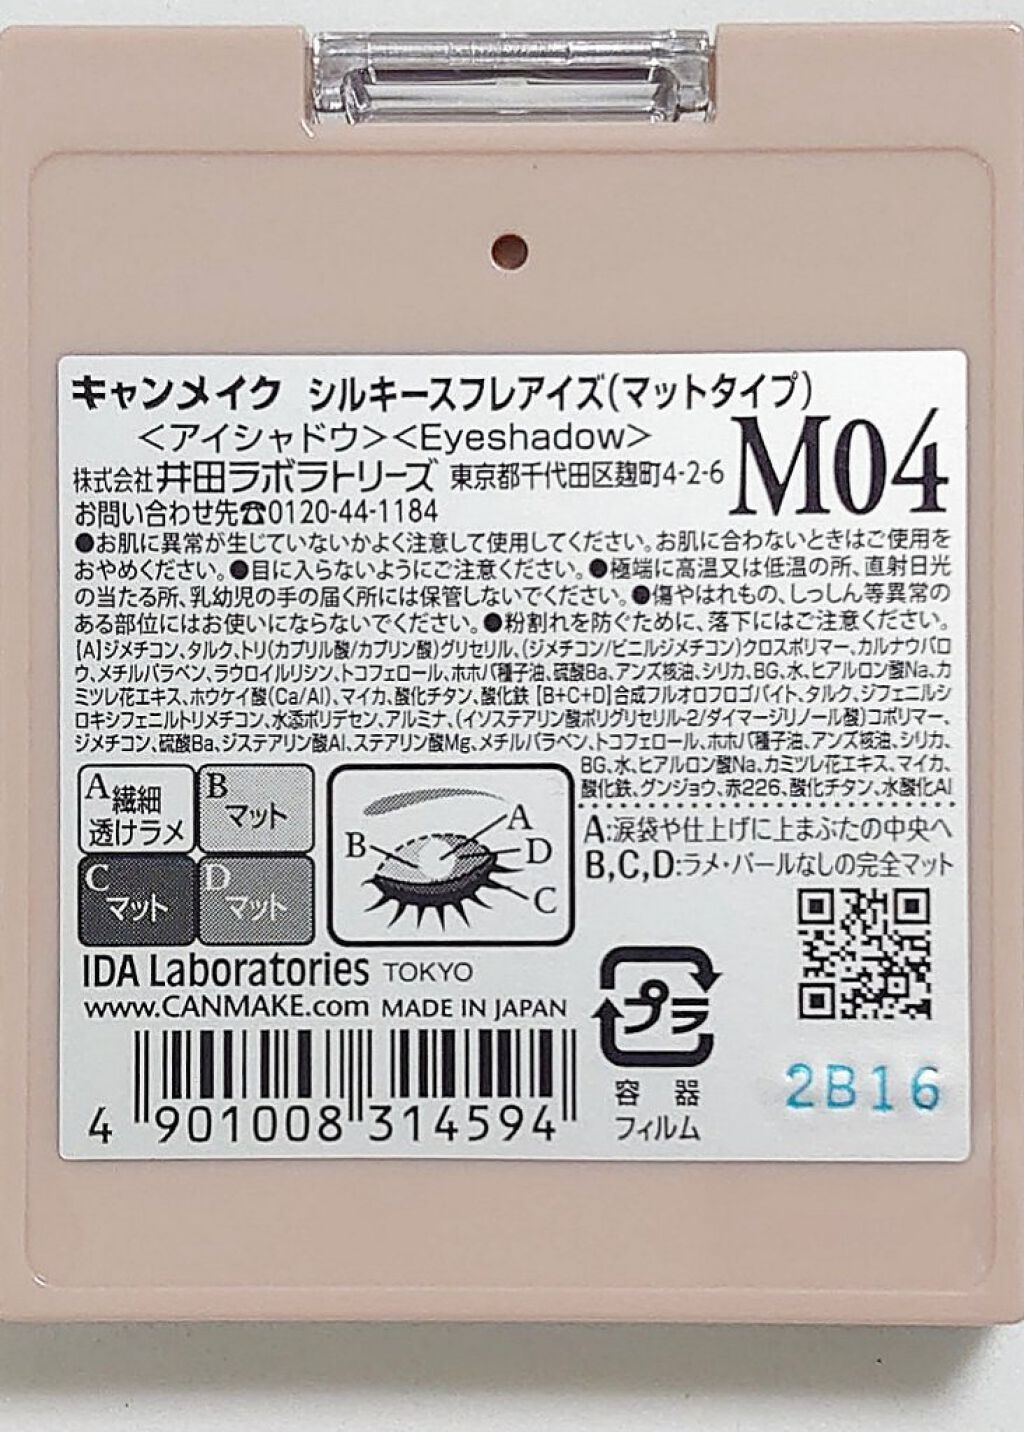 キャンメイク シルキースフレアイズ(マットタイプ)
<アイシャドウ><Eyeshadow>
M04
株式会社 井田ラボラトリーズ 東京都千代田区麹町4-2-6
お問い合わせ先☎0120-44-1184
●お肌に異常が生じていないかよく注意して使用してください。お肌に合わないときはご使用を
おやめください。●目に入らないようにご注意ください。●極端に高温又は低温の所、直射日光
の当たる所、乳幼児の手の届く所には保管しないでください。●傷やはれもの、しっしん等異常の
ある部位にはお使いにならないでください。●粉割れを防ぐために、落下にはご注意ください。
[A]ジメチコン、タルク、トリ(カプリル酸/カプリン酸)グリセリル、(ジメチコン/ビニルジメチコン)クロスポリマー、カルナウバロ
ウ、メチルパラベン、ラウロイルリシン、トコフェロール、ホホバ種子油、硫酸Ba、アンズ核油、シリカ、BG、水、ヒアルロン酸Na、カ
ミツレ花エキス、ホウケイ酸(Ca/Al)、マイカ、酸化チタン、酸化鉄 [B+C+D]合成フルオロフロゴパイト、タルク、ジフェニルシ
ロキシフェニルトリメチコン、水添ポリデセン、アルミナ、(イソステアリン酸ポリグリセリル-2/ダイマージリノール酸)コポリマー、
ジメチコン、硫酸Ba、ジステアリン酸Al、ステアリン酸Mg、メチルパラベン、トコフェロール、ホホバ種子油、アンズ核油、シリカ、
BG、水、ヒアルロン酸Na、カミツレ花エキス、マイカ、
酸化鉄、グンジョウ、赤226、酸化チタン、水酸化Al
A 繊細
透けラメ
B
マット
C
マット
D
マット
A
B
D
C
A:涙袋や仕上げに上まぶたの中央へ
B,C,D:ラメ・パールなしの完全マット
IDA Laboratories TOKYO
www.CANMAKE.com MADE IN JAPAN
4 901008 314594
プラ
容器
フィルム
2B16